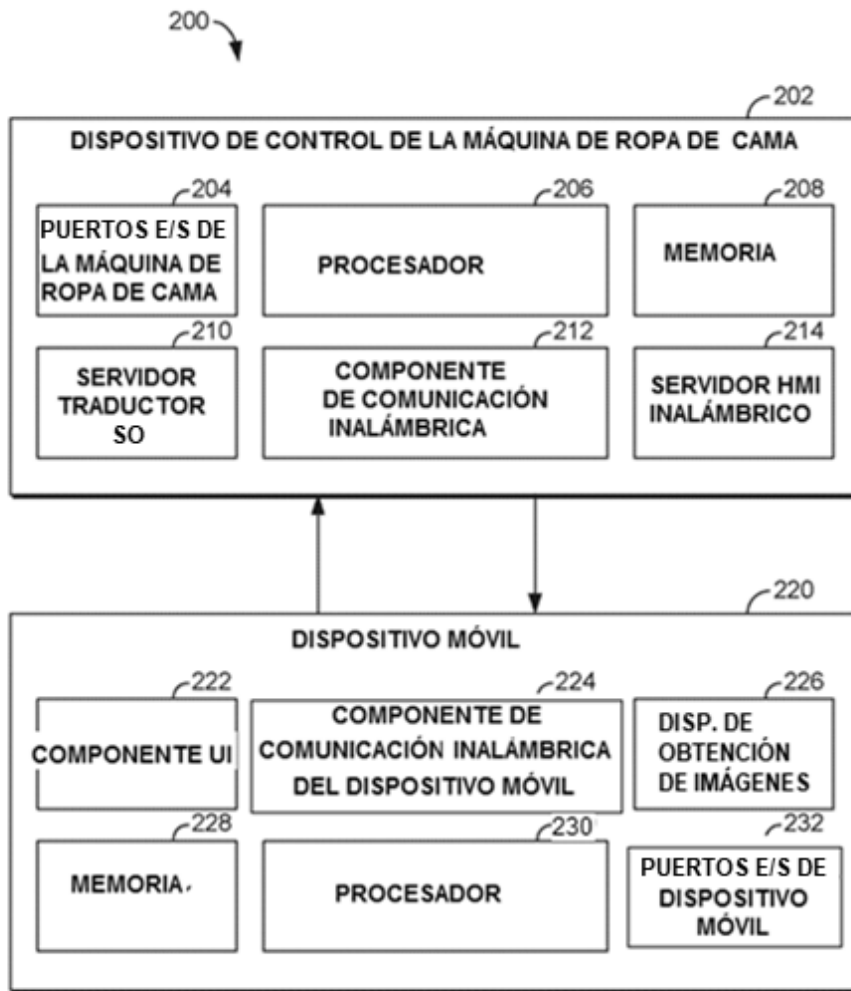 200
202
DISPOSITIVO DE CONTROL DE LA MÁQUINA DE ROPA DE CAMA
204
PUERTOS E/S DE
LA MÁQUINA DE
ROPA DE CAMA
206
PROCESADOR
208
MEMORIA
210
SERVIDOR
TRADUCTOR
SO
212
COMPONENTE
DE COMUNICACIÓN
INALÁMBRICA
214
SERVIDOR HMI
INALÁMBRICO
220
DISPOSITIVO MÓVIL
222
COMPONENTE UI
224
COMPONENTE DE
COMUNICACIÓN INALÁMBRICA
DEL DISPOSITIVO MÓVIL
226
DISP. DE
OBTENCIÓN
DE IMÁGENES
228
MEMORIA.
230
PROCESADOR
232
PUERTOS E/S DE
DISPOSITIVO
MÓVIL